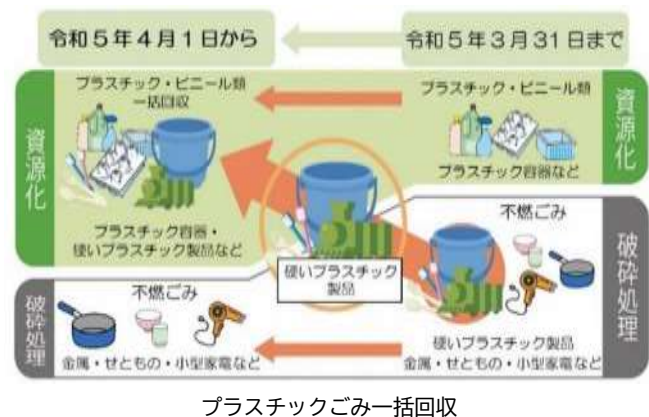 令和5年4月1日から
令和5年3月31日まで
資源化
プラスチック・ビニール類
一括回収
プラスチック容器・
硬いプラスチック製品など
プラスチック・ビニール類
プラスチック容器など
資源化
硬いプラスチック
製品
不燃ごみ
硬いプラスチック製品
金属・せともの・小型家電など
破砕処理
破砕処理
不燃ごみ
金属・せともの・小型家電など
プラスチックごみ一括回収